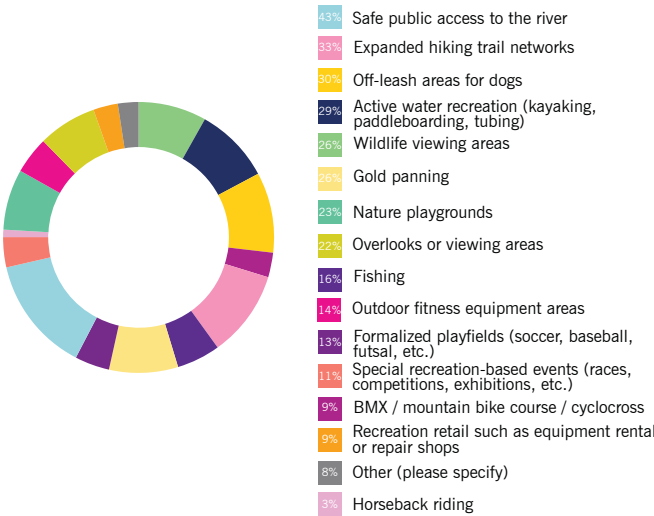 43% Safe public access to the river
33% Expanded hiking trail networks
30% Off-leash areas for dogs
29% Active water recreation (kayaking,
paddleboarding, tubing)
26% Wildlife viewing areas
26% Gold panning
23% Nature playgrounds
22% Overlooks or viewing areas
16% Fishing
14% Outdoor fitness equipment areas
13% Formalized playfields (soccer, baseball,
futsal, etc.)
11% Special recreation-based events (races,
competitions, exhibitions, etc.)
9% BMX / mountain bike course / cyclocross
9% Recreation retail such as equipment rental
or repair shops
8% Other (please specify)
3% Horseback riding